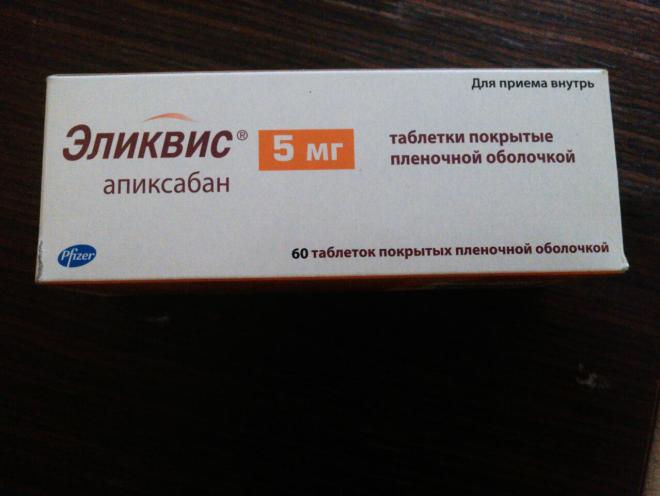 Для приема внутрь
Эликвис® 5 мг
таблетки покрытые
пленочной оболочкой
апиксабан
Pfizer
60 таблеток покрытых пленочной оболочкой